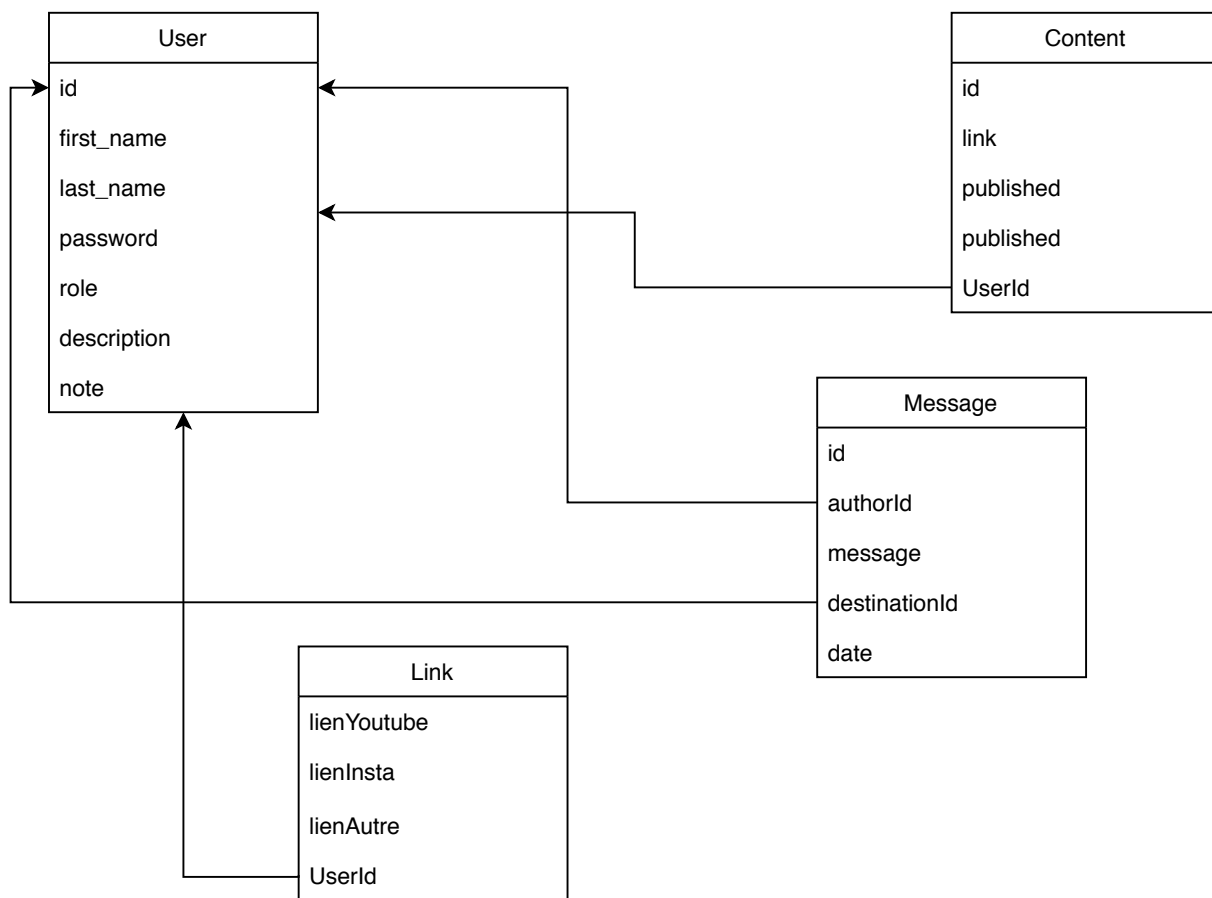 User
id
first_name
last_name
password
role
description
note
Content
id
link
published
published
UserId
Message
id
authorId
message
destinationId
date
Link
lienYoutube
lienInsta
lienAutre
UserId